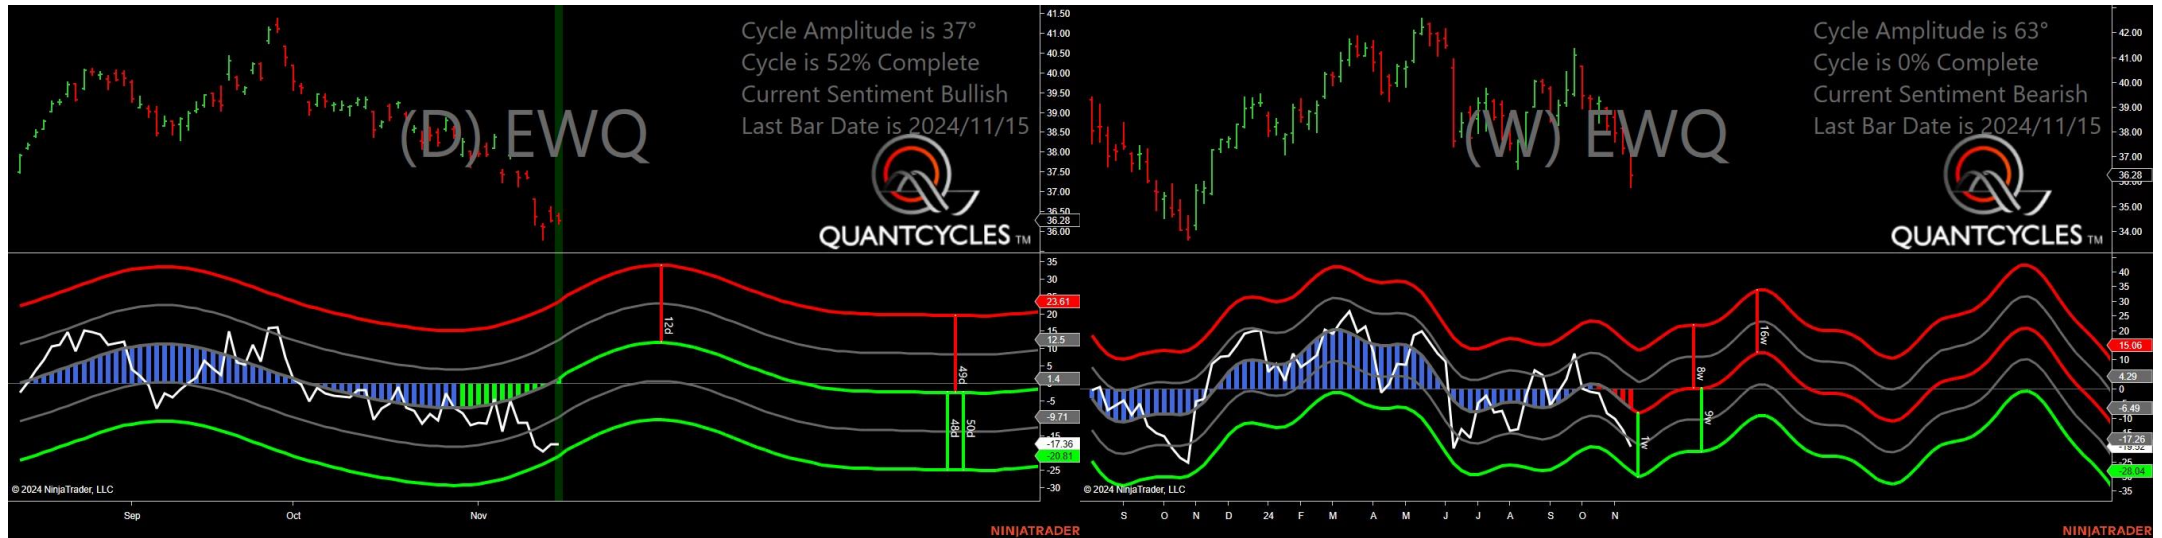 Cycle Amplitude is 37°
Cycle is 52% Complete
Current Sentiment Bullish
Last Bar Date is 2024/11/15
(D) EWQ
QUANTCYCLES TM
41.50
41.00
40.50
40.00
39.50
39.00
38.50
38.00
37.50
37.00
36.50
36.28
36.00
35
30
23.61
20
15
12.5
10
5
1.4
-5
-9.71
-17.36
-20.81
-25
-30
12d
49d
48d
50d
© 2024 NinjaTrader, LLC
Sep
Oct
Nov
NINJATRADER
Cycle Amplitude is 63°
Cycle is 0% Complete
Current Sentiment Bearish
Last Bar Date is 2024/11/15
(W) EWQ
QUANTCYCLES TM
42.00
41.00
40.00
39.00
38.00
37.00
36.28
35.00
34.00
40
35
30
25
20
15.06
10
4.29
0
-6.49
-10
-17.26
-28.04
-35
1w
8w
9w
16w
© 2024 NinjaTrader, LLC
S
O
N
D
24
F
M
A
M
J
J
A
S
O
N
NINJATRADER